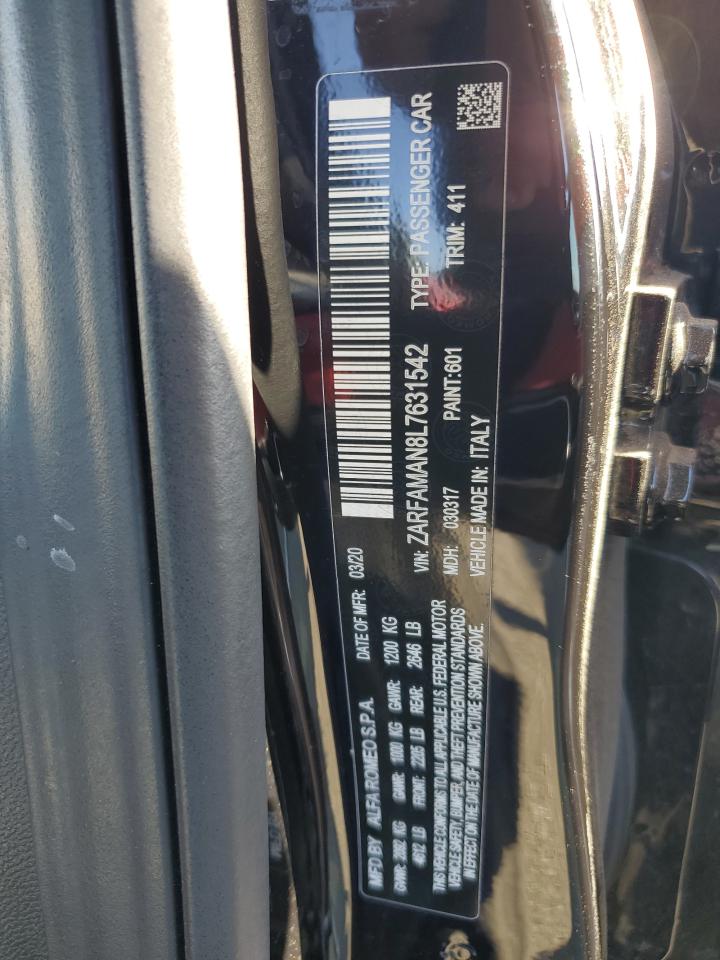 MFD BY ALFA ROMEO S.P.A. DATE OF MFR: 03/20
GVWR: KG GAWR: 1000 KG GAWR: 1200 KG
LB FRONT: 2205 LB REAR: 2646 LB
THIS VEHICLE CONFORMS TO ALL APPLICABLE U.S. FEDERAL MOTOR
VEHICLE SAFETY, BUMPER, AND THEFT PREVENTION STANDARDS
IN EFFECT ON THE DATE OF MANUFACTURE SHOWN ABOVE.
VIN: ZARFAMAN8L7631542 TYPE: PASSENGER CAR
MDH: 030317 PAINT:601 TRIM: 411
VEHICLE MADE IN: ITALY